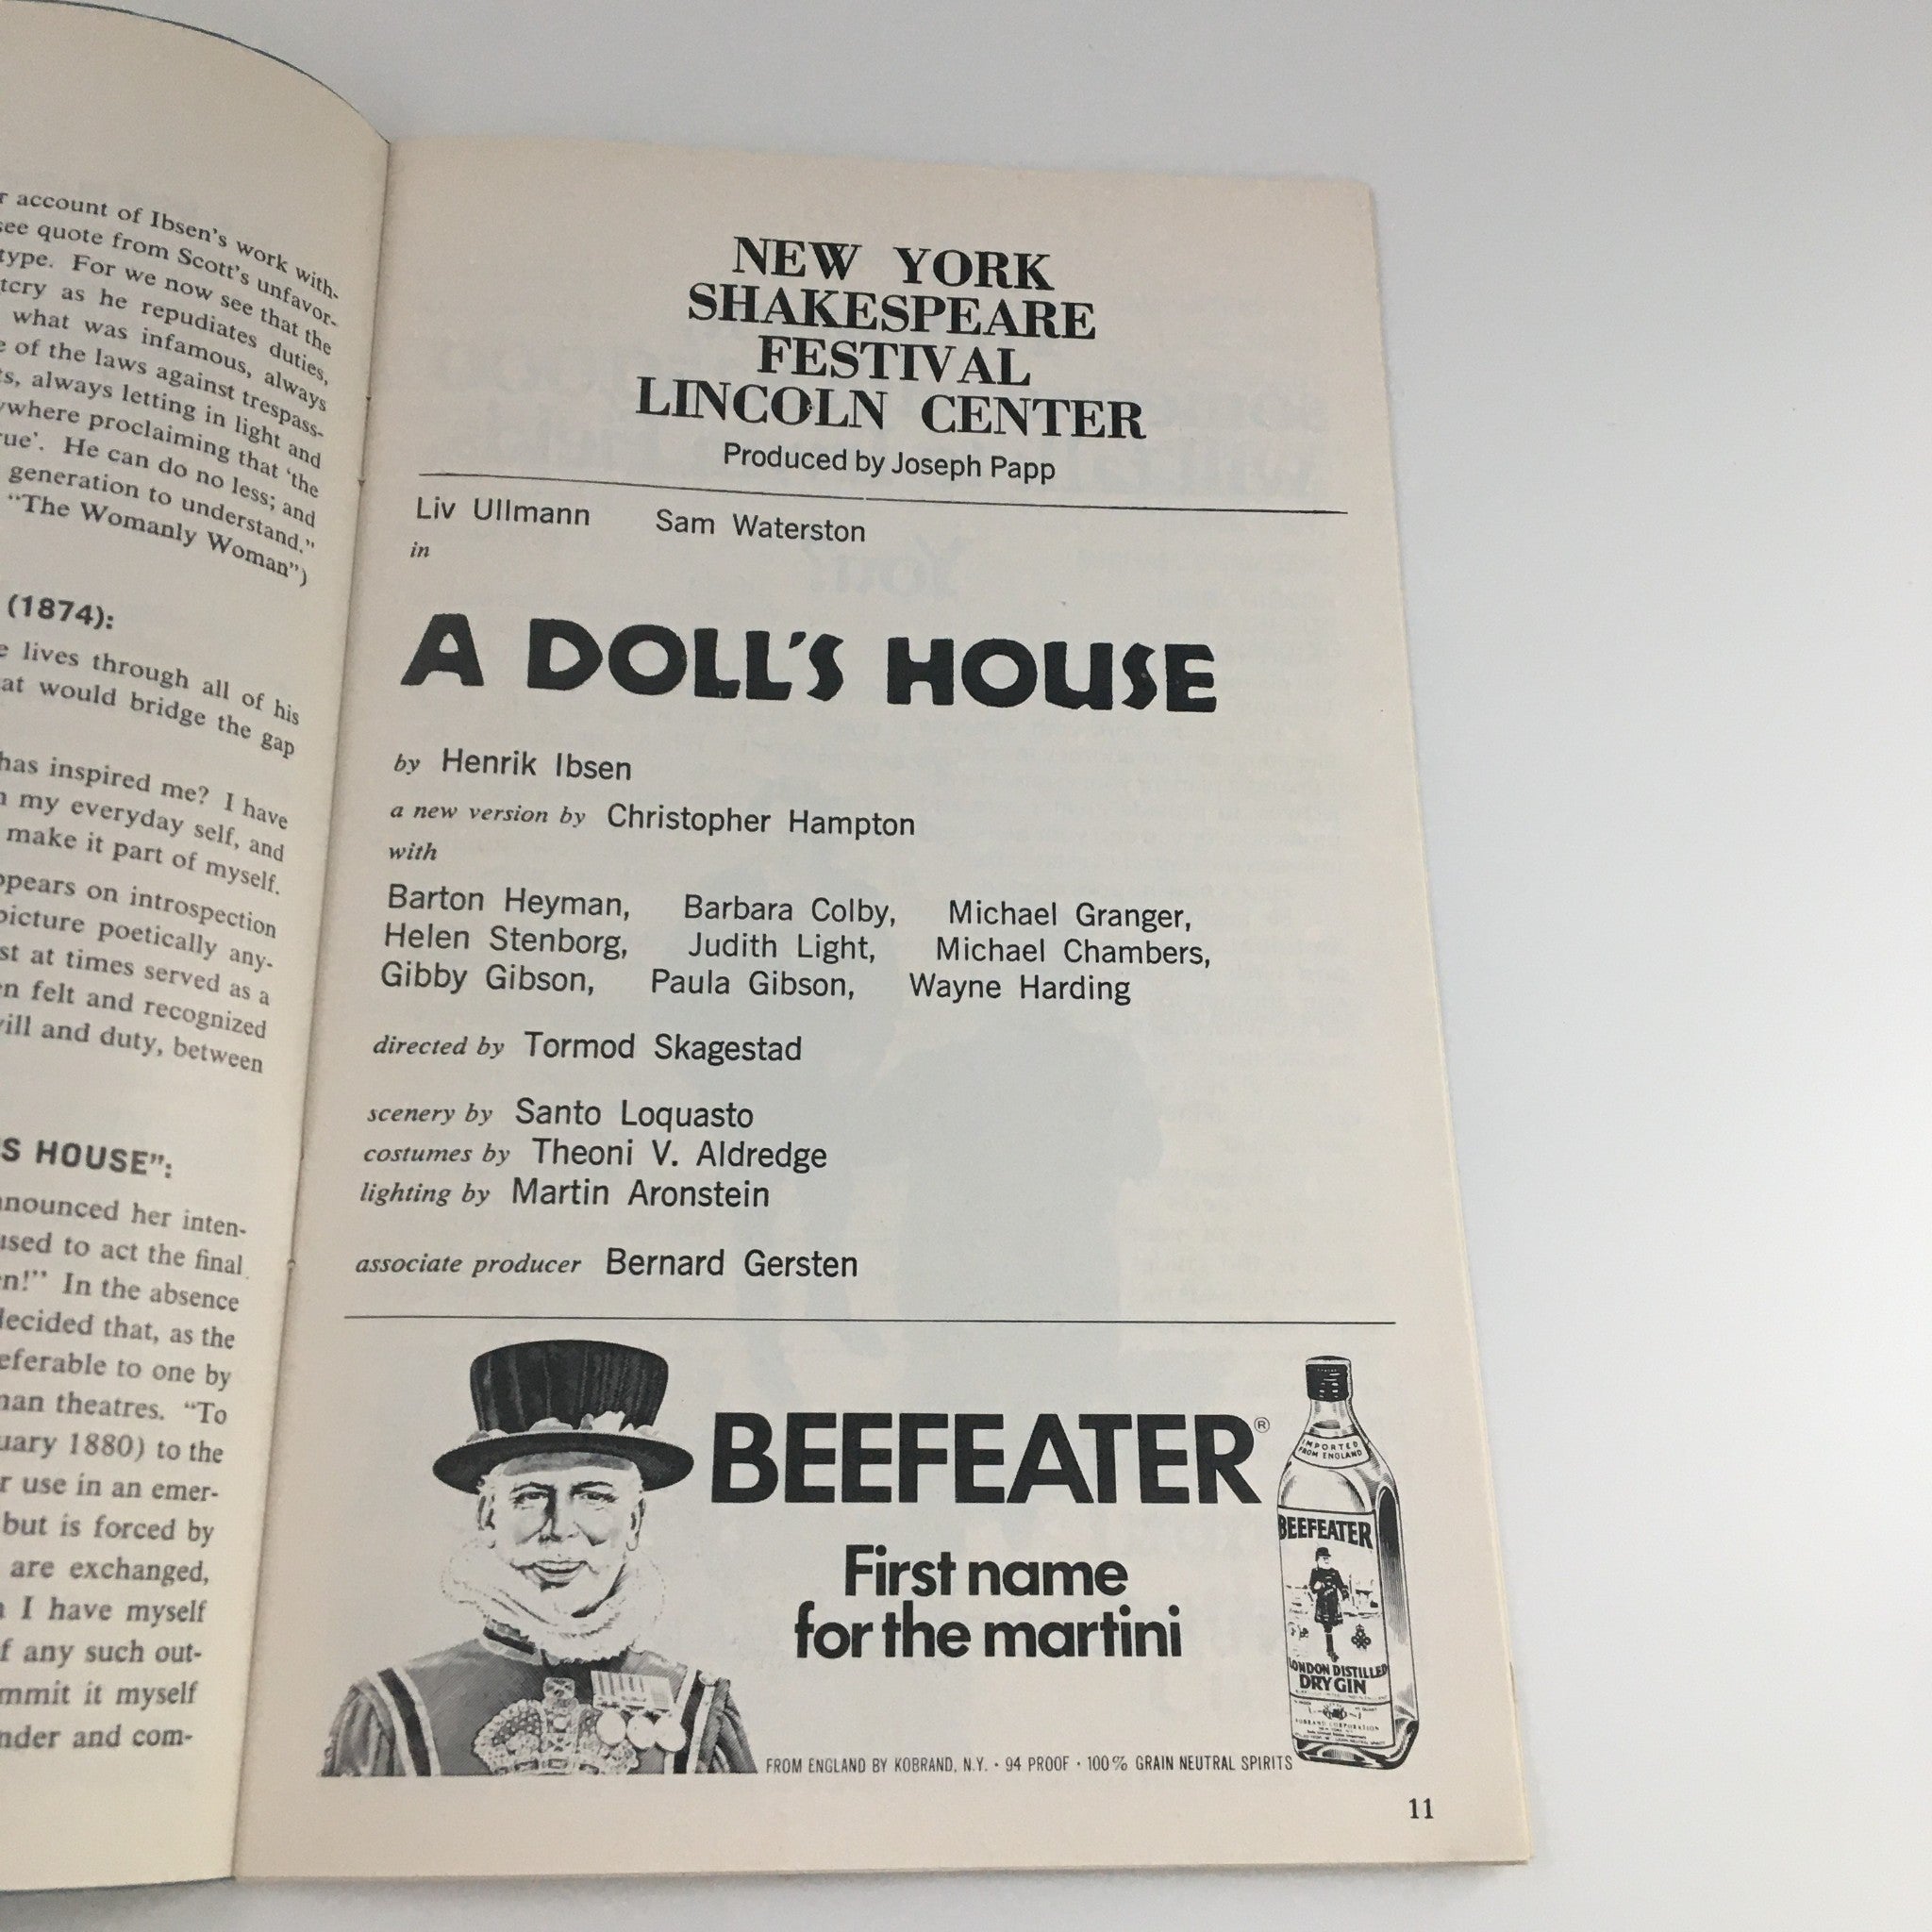 account of Ibsen's work with-
see quote from Scott's unfavor-
type. For we now see that the
as he repudiates duties,
what was infamous, always
of the laws against trespass-
always letting in light and
proclaiming that 'the
He can do no less; and
generation to understand."
"The Womanly Woman")
(1874):
lives through all of his
would bridge the gap
has inspired me? I have
my everyday self, and
make it part of myself.
on introspection
picture poetically any-
at times served as a
felt and recognized
and duty, between
HOUSE":
her inten-
to act the final
In the absence
decided that, as the
to one by
theatres. "To
1880) to the
use in an emer-
but is forced by
are exchanged,
I have myself
any such out-
it myself
and com-
NEW YORK
SHAKESPEARE
FESTIVAL
LINCOLN CENTER
Produced by Joseph Papp
Liv Ullmann Sam Waterston
in
A DOLL'S HOUSE
by Henrik Ibsen
a new version by Christopher Hampton
with
Barton Heyman, Barbara Colby, Michael Granger,
Helen Stenborg, Judith Light, Michael Chambers,
Gibby Gibson, Paula Gibson, Wayne Harding
directed by Tormod Skagestad
scenery by Santo Loquasto
costumes by Theoni V. Aldredge
lighting by Martin Aronstein
associate producer Bernard Gersten
BEEFEATER®
First name
for the martini
IMPORTED
FROM ENGLAND
BEEFEATER
LONDON DISTILLED
DRY GIN
KOBRAND CORPORATION
FROM ENGLAND BY KOBRAND, N.Y. · 94 PROOF · 100% GRAIN NEUTRAL SPIRITS
11